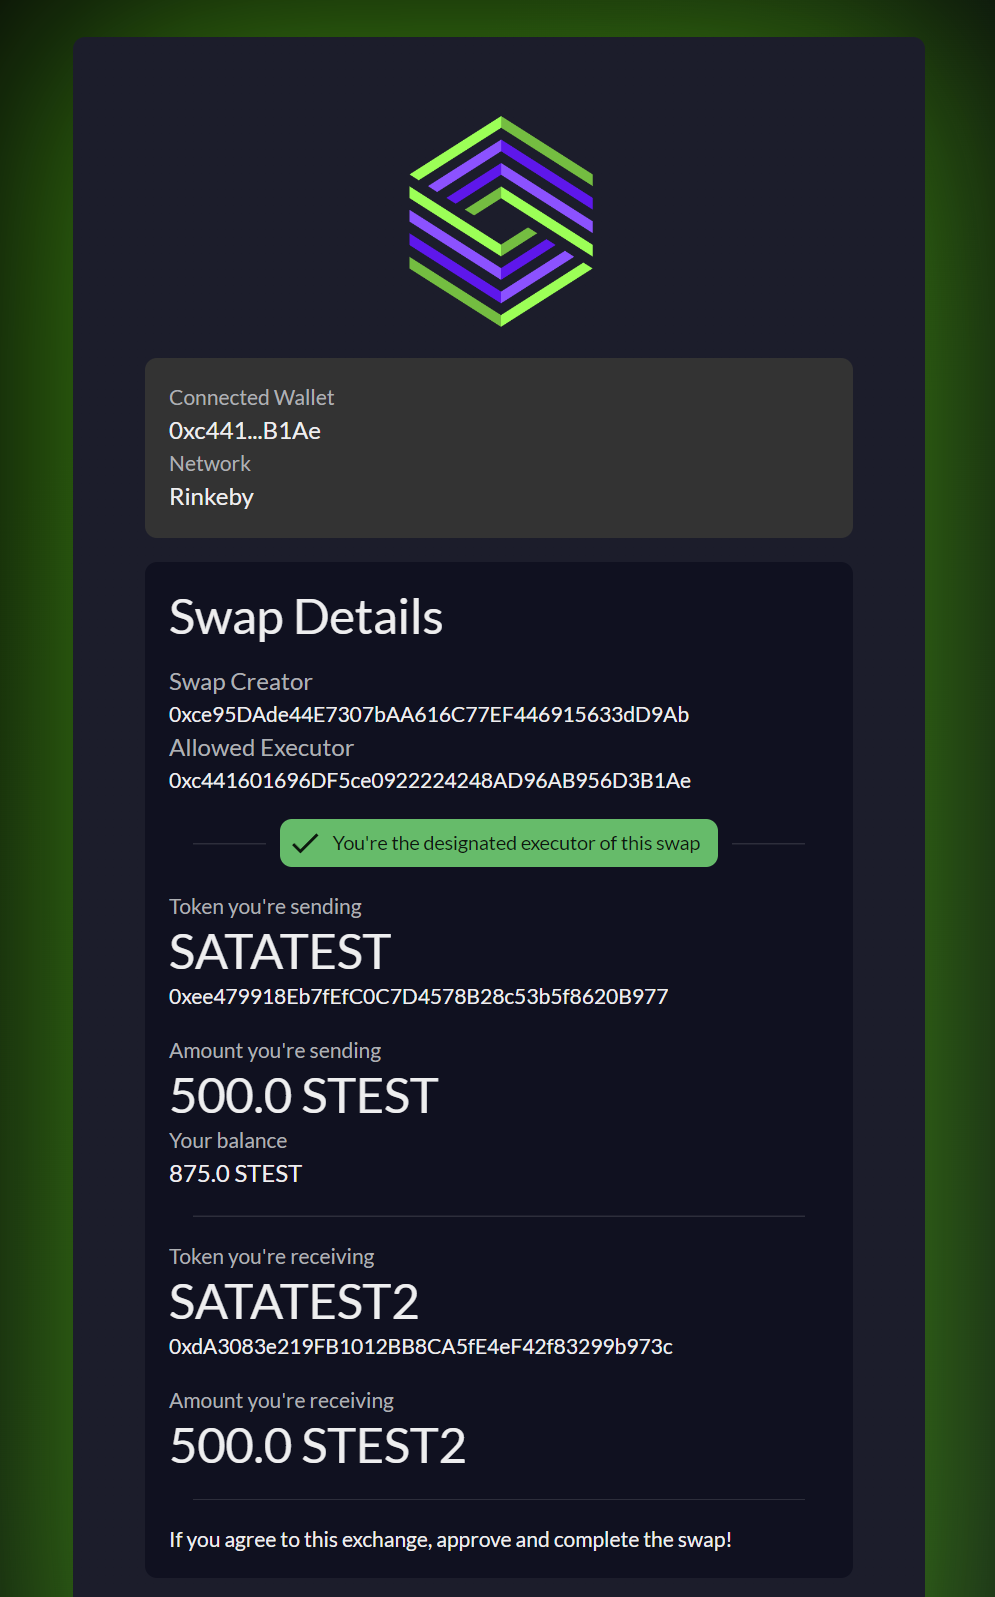 Connected Wallet
0xc441...B1Ae
Network
Rinkeby
Swap Details
Swap Creator
0xce95DAde44E7307bAA616C77EF446915633dD9Ab
Allowed Executor
0xc441601696DF5ce0922224248AD96AB956D3B1Ae
You're the designated executor of this swap
Token you're sending
SATATEST
0xee479918Eb7fEfC0C7D4578B28c53b5f8620B977
Amount you're sending
500.0 STEST
Your balance
875.0 STEST
Token you're receiving
SATATEST2
0xdA3083e219FB1012BB8CA5fE4eF42f83299b973c
Amount you're receiving
500.0 STEST2
If you agree to this exchange, approve and complete the swap!